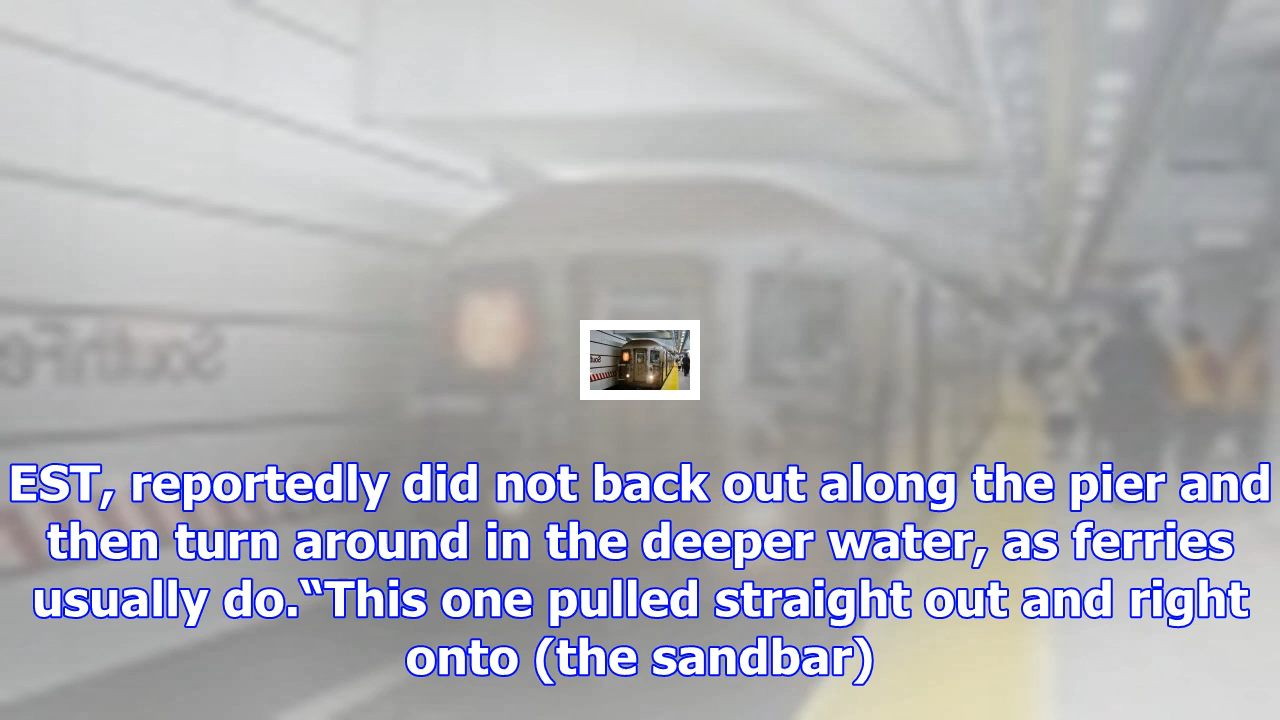 EST, reportedly did not back out along the pier and
then turn around in the deeper water, as ferries
usually do.“This one pulled straight out and right
onto (the sandbar)